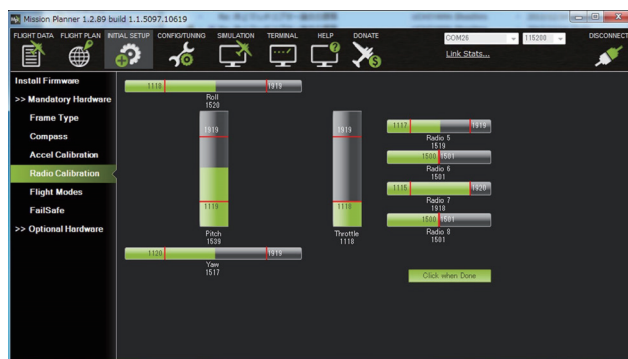 Mission Planner 1.2.89 build 1.1.5097.10619
FLIGHT DATA FLIGHT PLAN INITIAL SETUP CONFIG/TUNING SIMULATION TERMINAL HELP DONATE
COM26 115200 DISCONNECT
Link Stats...
Install Firmware
>> Mandatory Hardware
Frame Type
Compass
Accel Calibration
Radio Calibration
Flight Modes
FailSafe
>> Optional Hardware
1118 1919
Roll
1520
1919
1119
Pitch
1539
1919
1118
Throttle
1118
1120 1919
Yaw
1517
1117 1919
Radio 5
1519
1500 1501
Radio 6
1501
1115 1920
Radio 7
1918
1500 1501
Radio 8
1501
Click when Done